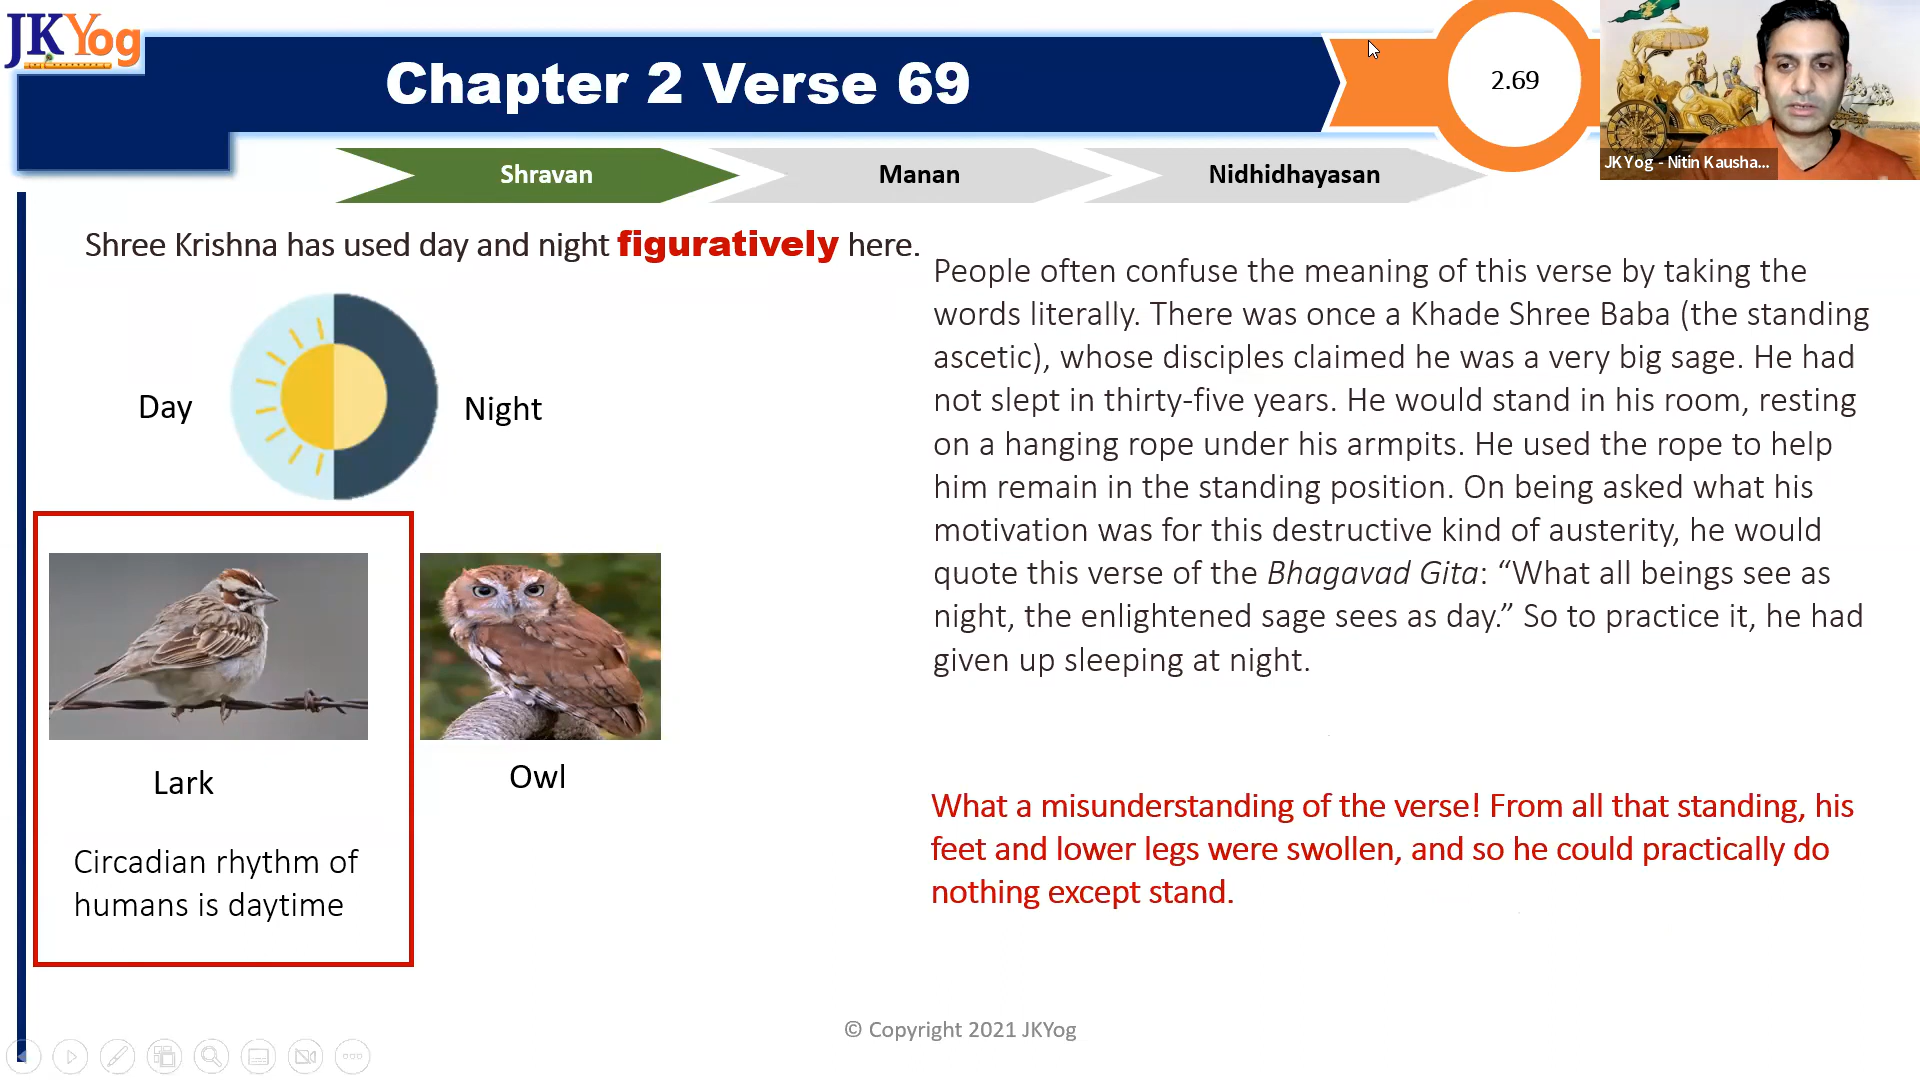 JKYog
Chapter 2 Verse 69
2.69
JK Yog - Nitin Kausha...
Shravan
Manan
Nidhidhayasan
Shree Krishna has used day and night figuratively here.
Day
Night
Lark
Owl
Circadian rhythm of
humans is daytime
People often confuse the meaning of this verse by taking the
words literally. There was once a Khade Shree Baba (the standing
ascetic), whose disciples claimed he was a very big sage. He had
not slept in thirty-five years. He would stand in his room, resting
on a hanging rope under his armpits. He used the rope to help
him remain in the standing position. On being asked what his
motivation was for this destructive kind of austerity, he would
quote this verse of the Bhagavad Gita: “What all beings see as
night, the enlightened sage sees as day.” So to practice it, he had
given up sleeping at night.
What a misunderstanding of the verse! From all that standing, his
feet and lower legs were swollen, and so he could practically do
nothing except stand.
© Copyright 2021 JKYog